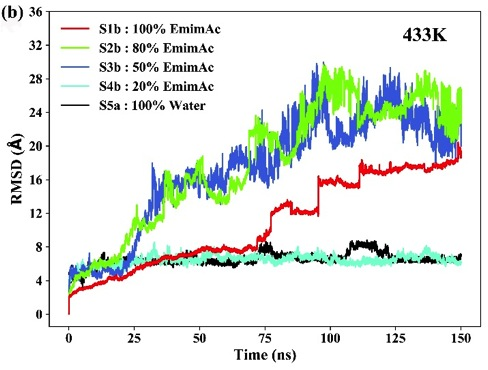 (b)
36
32
28
24
20
16
12
8
4
0
RMSD (Å)
S1b : 100% EmimAc
S2b : 80% EmimAc
S3b : 50% EmimAc
S4b : 20% EmimAc
S5a : 100% Water
433K
0 25 50 75 100 125 150
Time (ns)